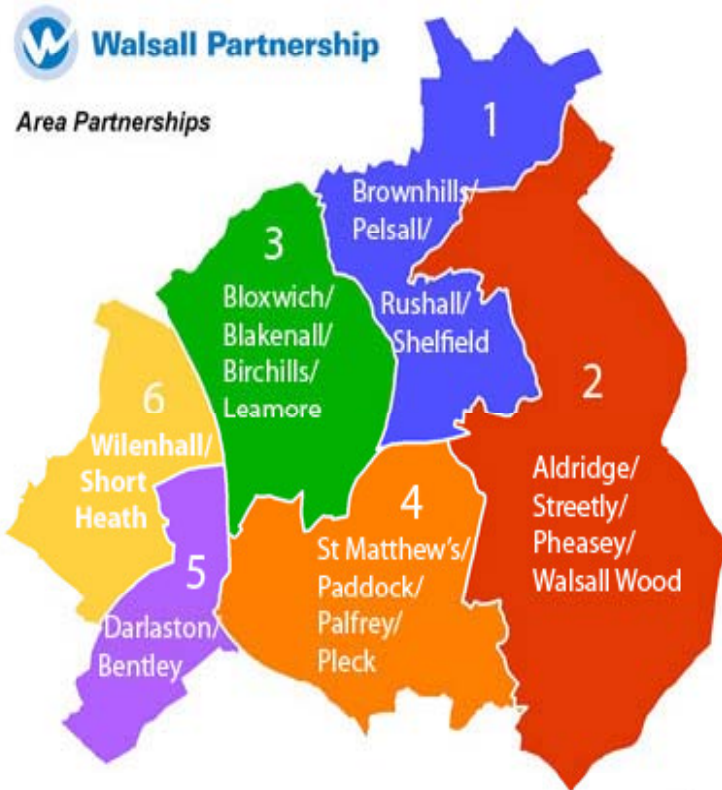 Walsall Partnership
Area Partnerships
1
Brownhills/
Pelsall/
Rushall/
Shelfield
2
Aldridge/
Streetly/
Pheasey/
Walsall Wood
3
Bloxwich/
Blakenall/
Birchills/
Leamore
4
St Matthew's/
Paddock/
Palfrey/
Pleck
5
Darlaston/
Bentley
6
Wilenhall/
Short
Heath